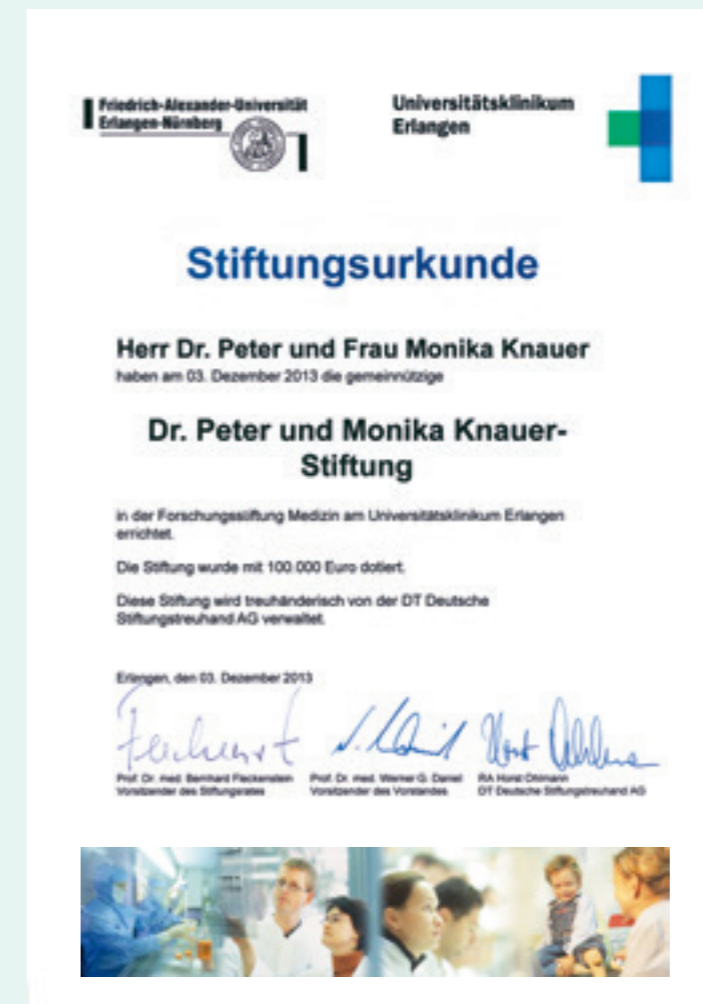 Friedrich-Alexander-Universität
Erlangen-Nürnberg
Universitätsklinikum
Erlangen
Stiftungsurkunde
Herr Dr. Peter und Frau Monika Knauer
haben am 03. Dezember 2013 die gemeinnützige
Dr. Peter und Monika Knauer-
Stiftung
in der Forschungsstiftung Medizin am Universitätsklinikum Erlangen
errichtet.
Die Stiftung wurde mit 100.000 Euro dotiert.
Diese Stiftung wird treuhänderisch von der DT Deutsche
Stiftungstreuhand AG verwaltet.
Erlangen, den 03. Dezember 2013
Prof. Dr. med. Bernhard Fleckenstein
Vorsitzender des Stiftungsrates
Prof. Dr. med. Werner G. Daniel
Vorsitzender des Vorstandes
RA Horst Ohlmann
DT Deutsche Stiftungstreuhand AG